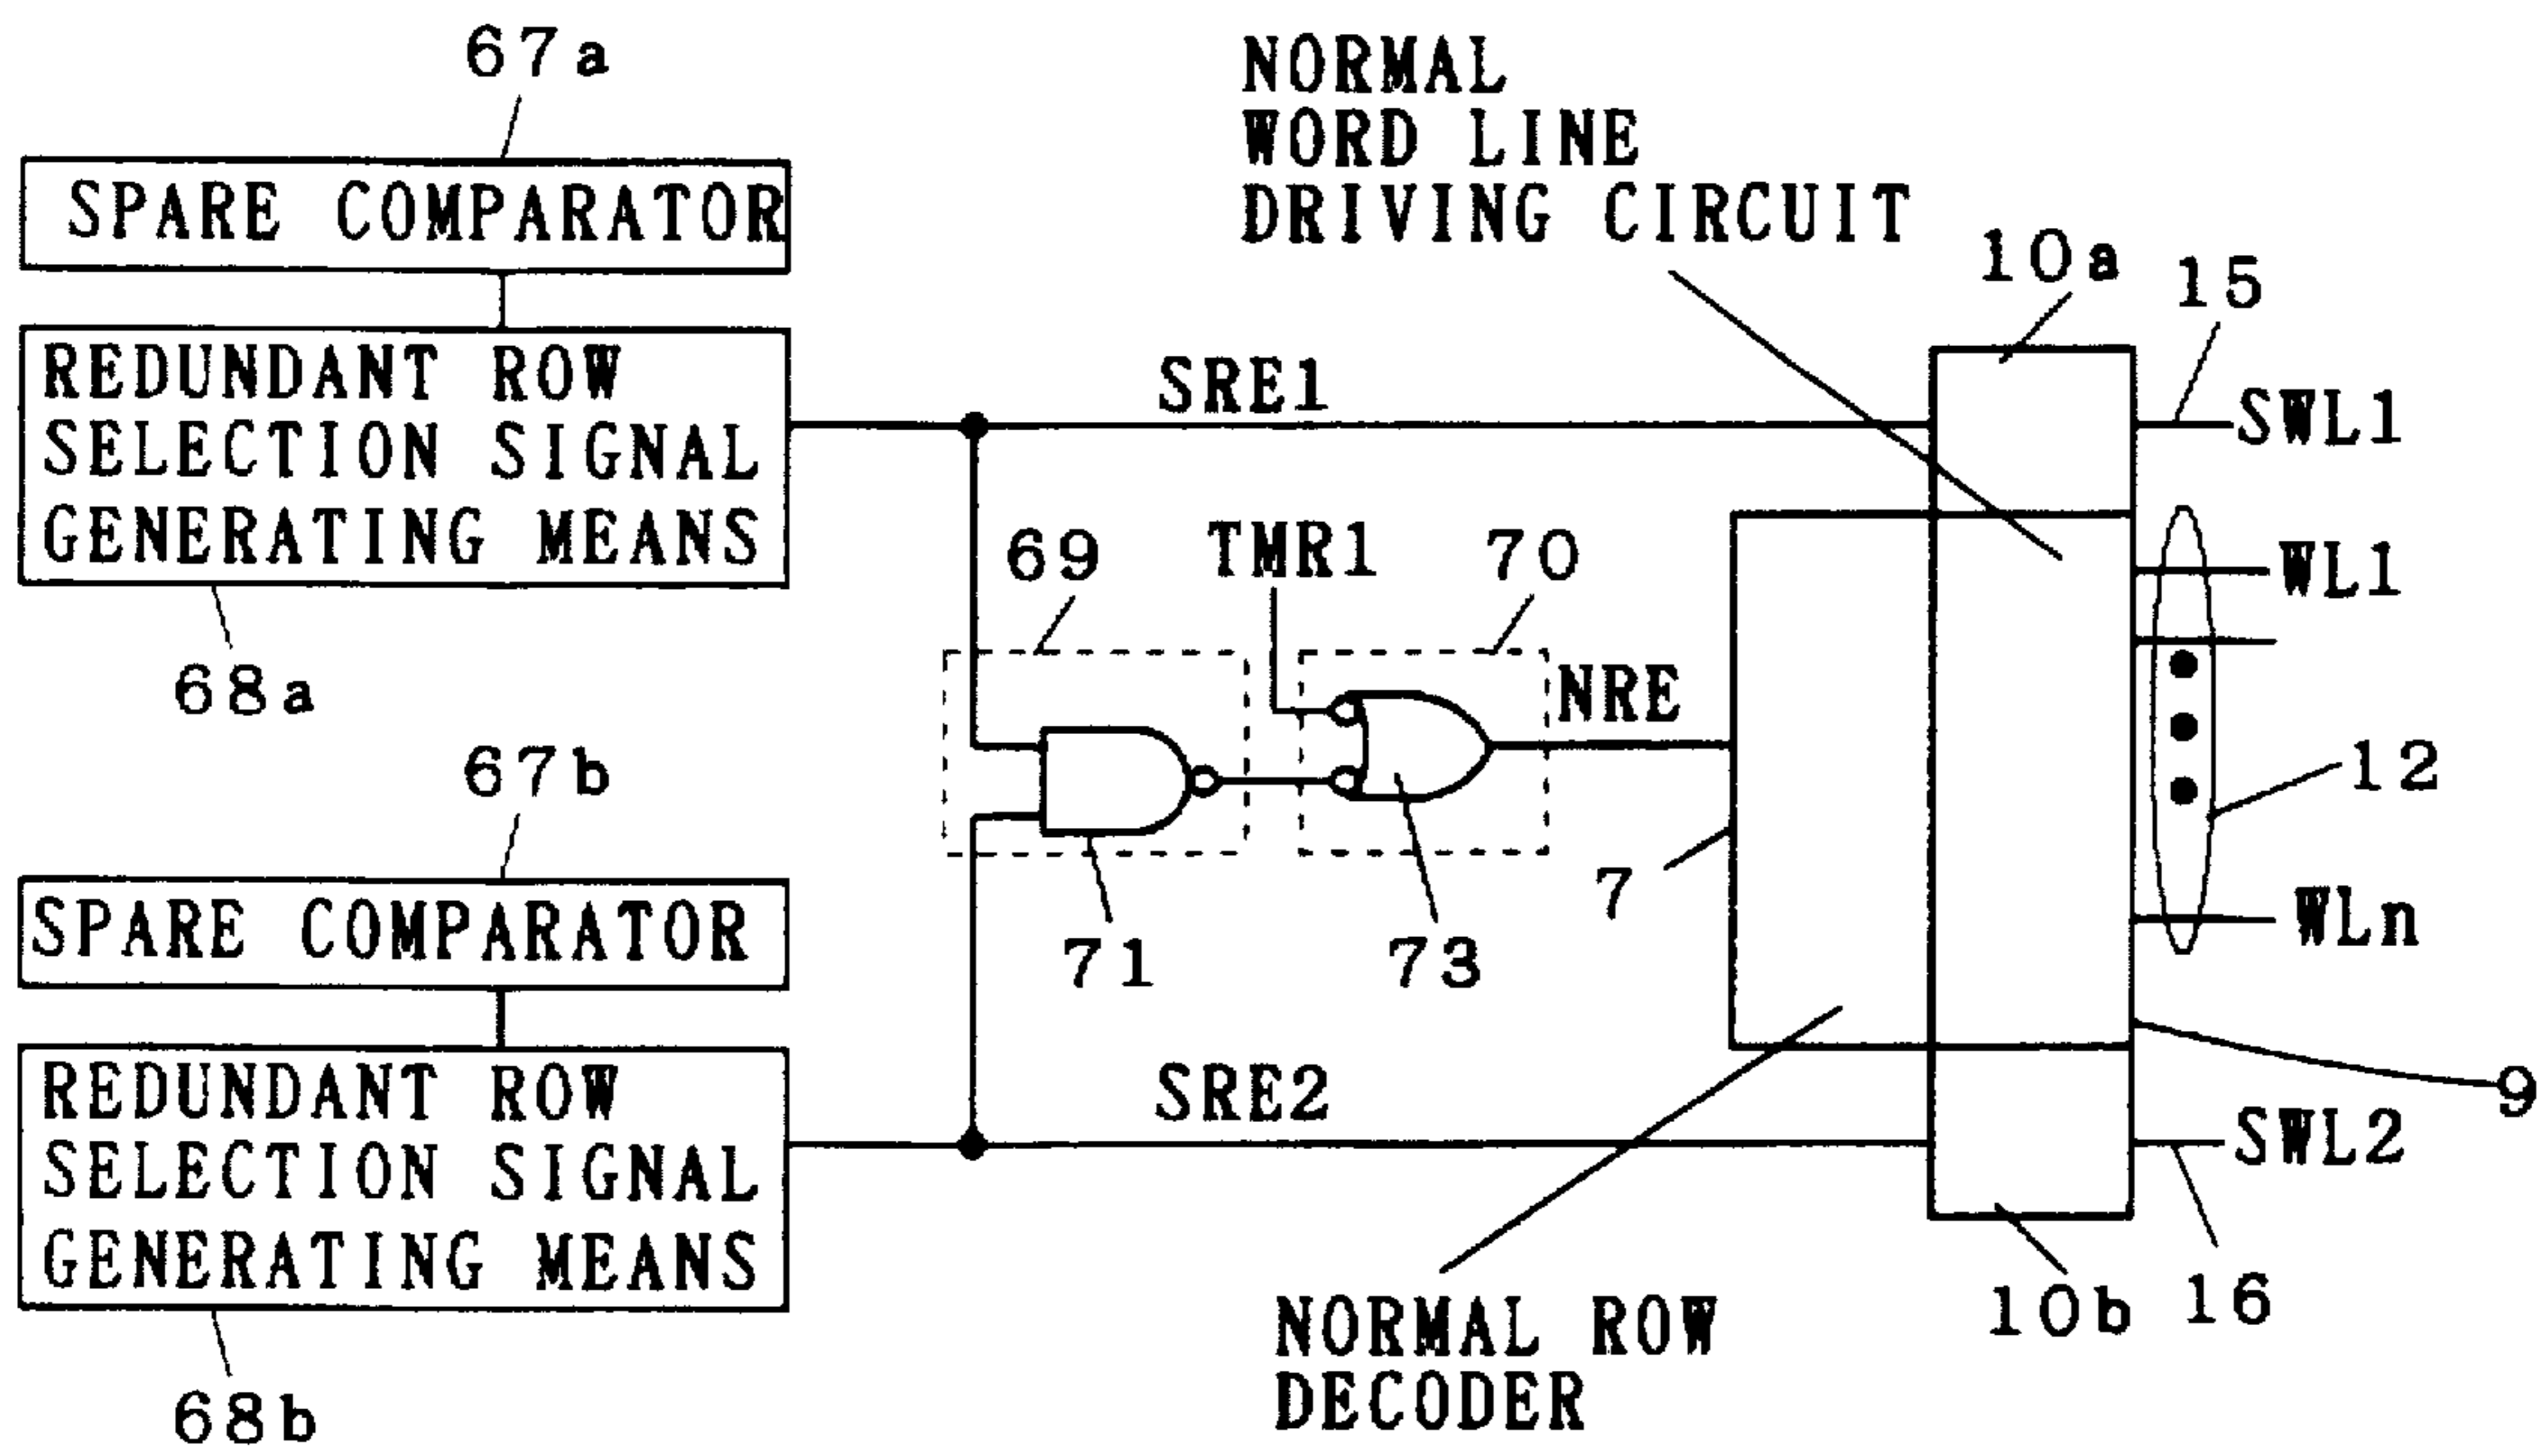 67a
SPARE COMPARATOR
REDUNDANT ROW
SELECTION SIGNAL
GENERATING MEANS
68a
67b
SPARE COMPARATOR
REDUNDANT ROW
SELECTION SIGNAL
GENERATING MEANS
68b
SRE1
69
TMR1
70
NRE
71
73
7
SRE2
NORMAL
WORD LINE
DRIVING CIRCUIT
10a
15
SWL1
WL1
12
WLn
9
SWL2
16
10b
NORMAL ROW
DECODER